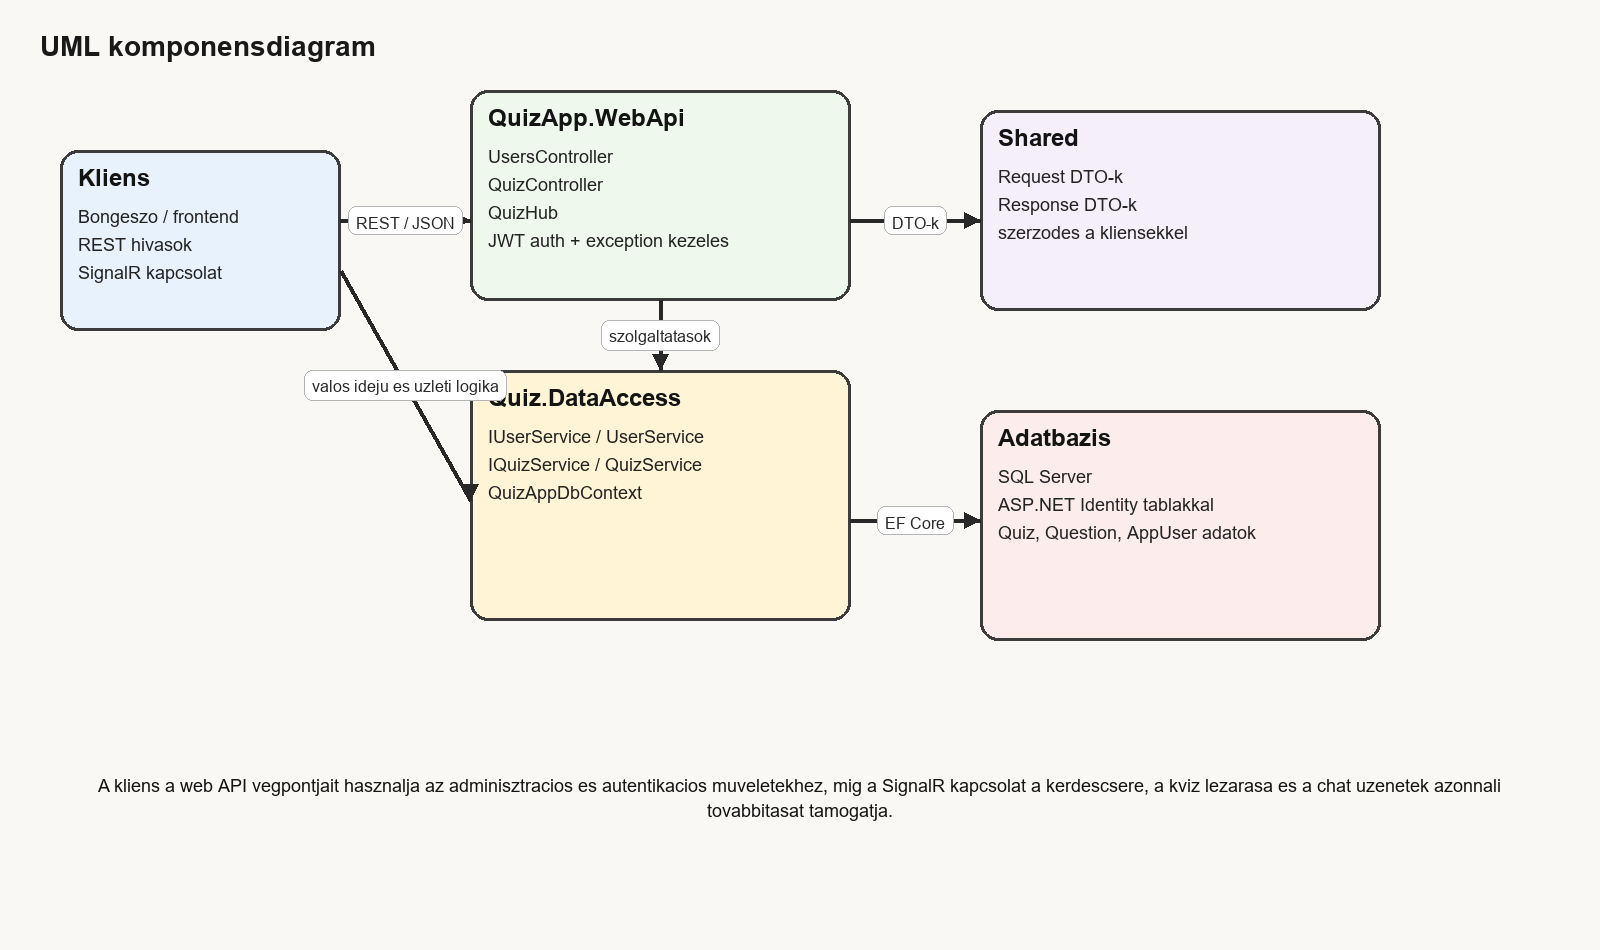 UML komponensdiagram
Kliens
Bongeszo / frontend
REST hivasok
SignalR kapcsolat
REST / JSON
QuizApp.WebApi
UsersController
QuizController
QuizHub
JWT auth + exception kezeles
DTO-k
Shared
Request DTO-k
Response DTO-k
szerzodes a kliensekkel
szolgaltatasok
valos ideju es uzleti logika
Quiz.DataAccess
IUserService / UserService
IQuizService / QuizService
QuizAppDbContext
EF Core
Adatbazis
SQL Server
ASP.NET Identity tablakkal
Quiz, Question, AppUser adatok
A kliens a web API vegpontjait hasznalja az adminisztracios es autentikacios muveletekhez, mig a SignalR kapcsolat a kerdescsere, a kviz lezarasa es a chat uzenetek azonnali
tovabbitasat tamogatja.